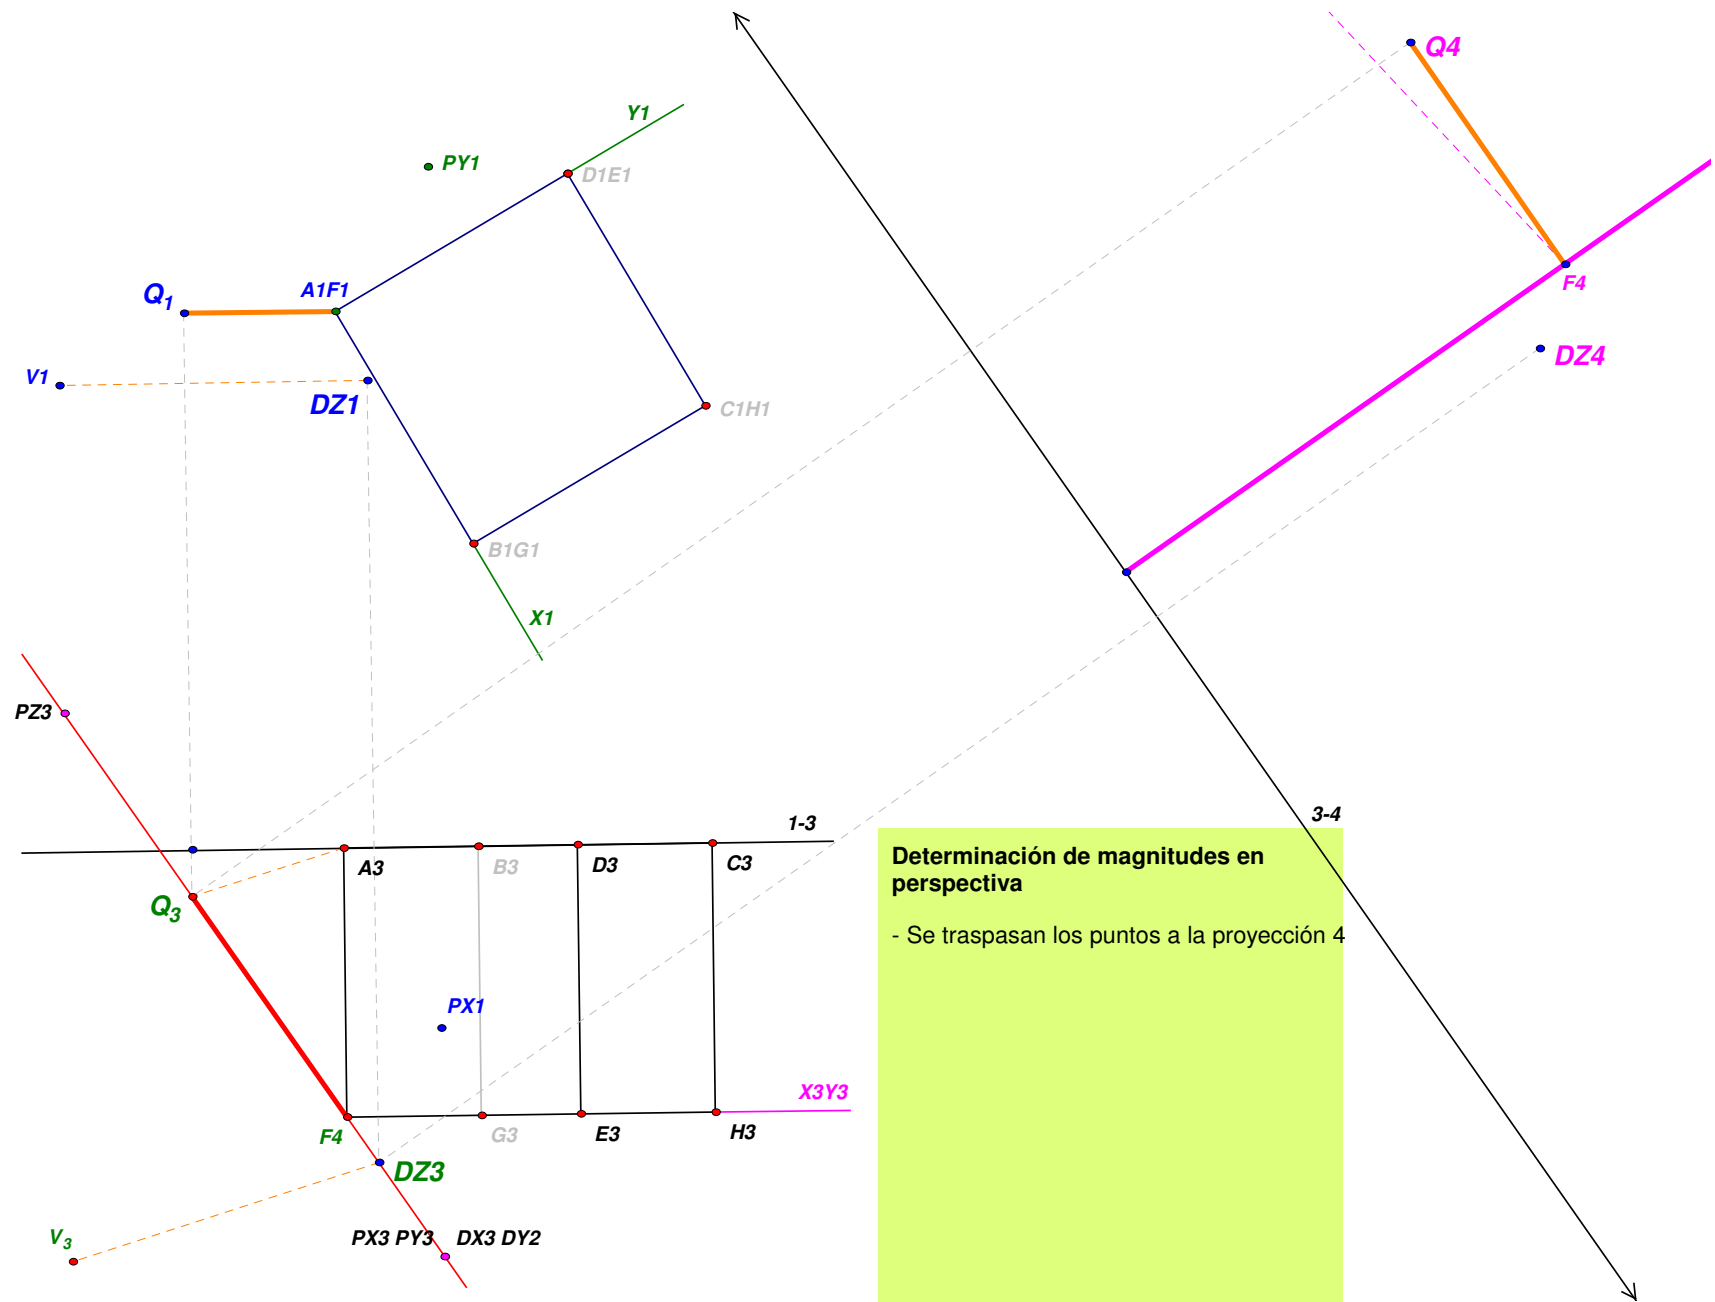 Q4
Y1
PY1
D1E1
F4
A1F1
Q1
DZ4
V1
DZ1
C1H1
B1G1
X1
PZ3
3-4
1-3
A3
B3
D3
C3
Determinación de magnitudes en
perspectiva
Q3
- Se traspasan los puntos a la proyección 4
PX1
X3Y3
F4
G3
E3
H3
DZ3
V3
PX3 PY3
DX3 DY2